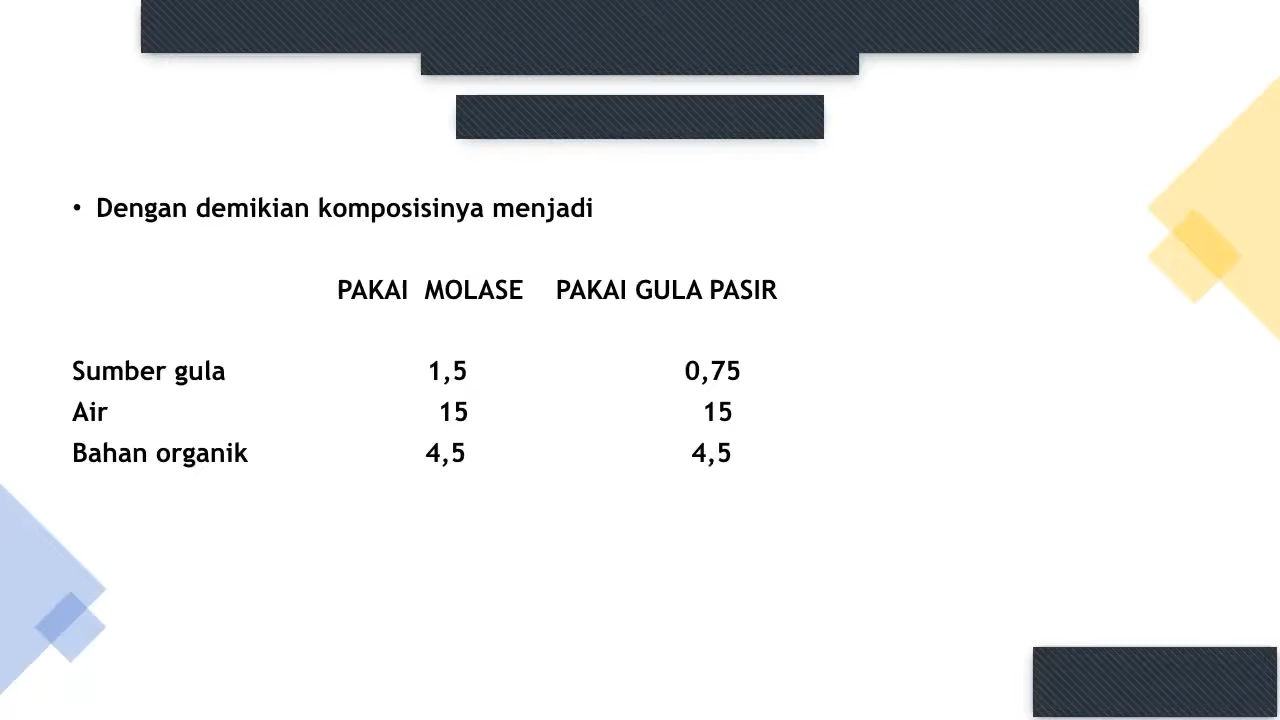 • Dengan demikian komposisinya menjadi
PAKAI MOLASE PAKAI GULA PASIR
Sumber gula 1,5 0,75
Air 15 15
Bahan organik 4,5 4,5